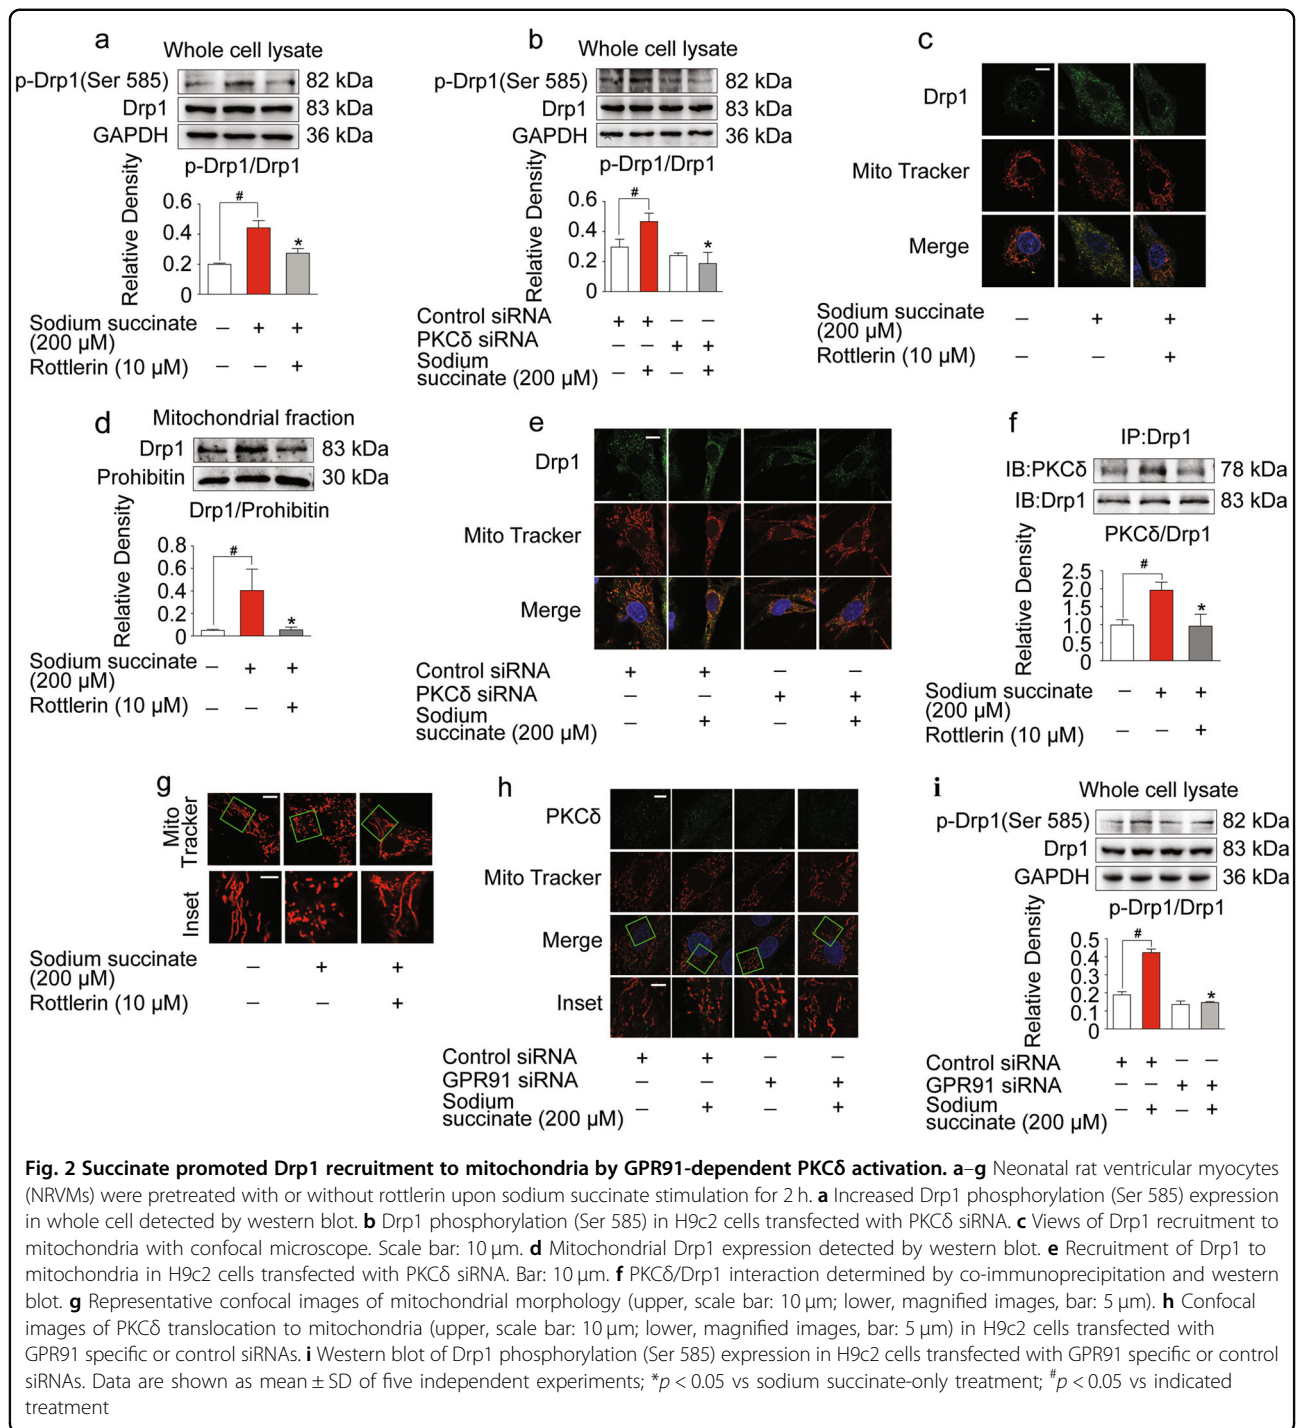 a
Whole cell lysate
p-Drp1(Ser 585) 82 kDa
Drp1 83 kDa
GAPDH 36 kDa
p-Drp1/Drp1
Relative Density
0.6
0.4
0.2
0
#
*
Sodium succinate
(200 μM) – + +
Rottlerin (10 μM) – – +
b
Whole cell lysate
p-Drp1(Ser 585) 82 kDa
Drp1 83 kDa
GAPDH 36 kDa
p-Drp1/Drp1
Relative Density
0.6
0.4
0.2
0
#
*
Control siRNA + + – –
PKCδ siRNA – – + +
Sodium
succinate (200 μM) – + – +
c
Drp1
Mito Tracker
Merge
Sodium succinate
(200 μM) – + +
Rottlerin (10 μM) – – +
d
Mitochondrial fraction
Drp1 83 kDa
Prohibitin 30 kDa
Drp1/Prohibitin
Relative Density
0.8
0.6
0.4
0.2
0
#
*
Sodium succinate
(200 μM) – + +
Rottlerin (10 μM) – – +
e
Drp1
Mito Tracker
Merge
Control siRNA + + – –
PKCδ siRNA – – + +
Sodium
succinate (200 μM) – + – +
f
IP:Drp1
IB:PKCδ 78 kDa
IB:Drp1 83 kDa
PKCδ/Drp1
Relative Density
2.5
2.0
1.5
1.0
0.5
0
#
*
Sodium succinate
(200 μM) – + +
Rottlerin (10 μM) – – +
g
Mito
Tracker
Inset
Sodium succinate
(200 μM) – + +
Rottlerin (10 μM) – – +
h
PKCδ
Mito Tracker
Merge
Inset
Control siRNA + + – –
GPR91 siRNA – – + +
Sodium
succinate (200 μM) – + – +
i
Whole cell lysate
p-Drp1(Ser 585) 82 kDa
Drp1 83 kDa
GAPDH 36 kDa
p-Drp1/Drp1
Relative Density
0.5
0.4
0.3
0.2
0.1
0
#
*
Control siRNA + + – –
GPR91 siRNA – – + +
Sodium
succinate (200 μM) – + – +
Fig. 2 Succinate promoted Drp1 recruitment to mitochondria by GPR91-dependent PKCδ activation. a–g Neonatal rat ventricular myocytes
(NRVMs) were pretreated with or without rottlerin upon sodium succinate stimulation for 2 h. a Increased Drp1 phosphorylation (Ser 585) expression
in whole cell detected by western blot. b Drp1 phosphorylation (Ser 585) in H9c2 cells transfected with PKCδ siRNA. c Views of Drp1 recruitment to
mitochondria with confocal microscope. Scale bar: 10 μm. d Mitochondrial Drp1 expression detected by western blot. e Recruitment of Drp1 to
mitochondria in H9c2 cells transfected with PKCδ siRNA. Bar: 10 μm. f PKCδ/Drp1 interaction determined by co-immunoprecipitation and western
blot. g Representative confocal images of mitochondrial morphology (upper, scale bar: 10 μm; lower, magnified images, bar: 5 μm). h Confocal
images of PKCδ translocation to mitochondria (upper, scale bar: 10 μm; lower, magnified images, bar: 5 μm) in H9c2 cells transfected with
GPR91 specific or control siRNAs. i Western blot of Drp1 phosphorylation (Ser 585) expression in H9c2 cells transfected with GPR91 specific or control
siRNAs. Data are shown as mean ± SD of five independent experiments; *p < 0.05 vs sodium succinate-only treatment; #p < 0.05 vs indicated
treatment